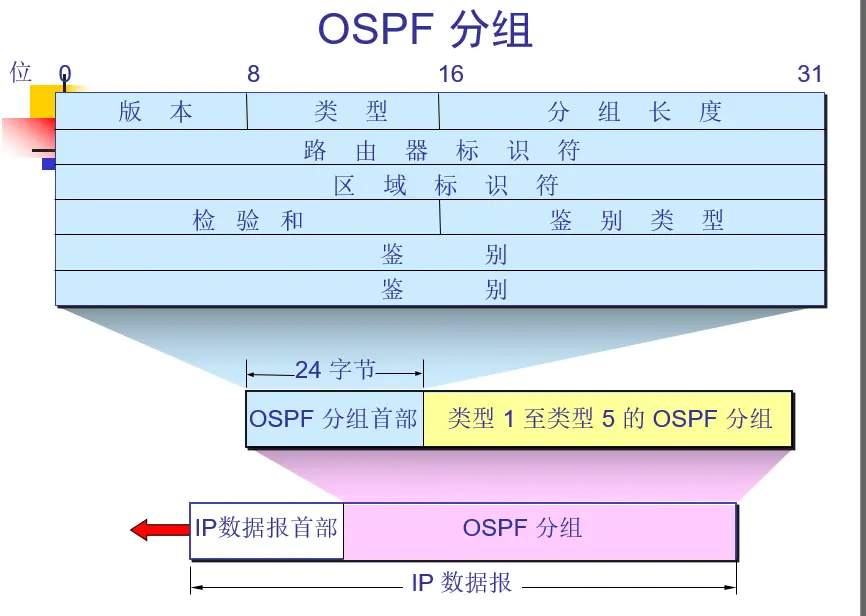 OSPF 分组
位 0 8 16 31
版 本 类 型 分 组 长 度
路 由 器 标 识 符
区 域 标 识 符
检 验 和 鉴 别 类 型
鉴 别
鉴 别
24 字节
OSPF 分组首部 类型 1 至类型 5 的 OSPF 分组
IP数据报首部 OSPF 分组
IP 数据报